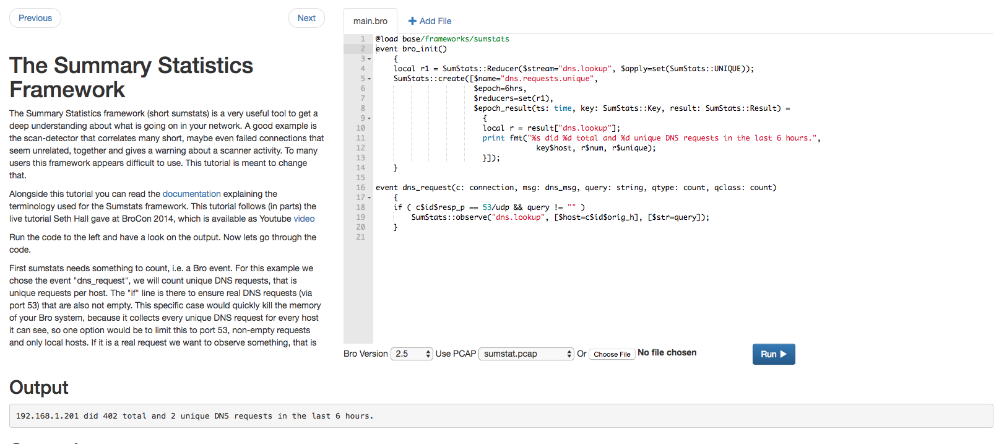 Previous
Next
The Summary Statistics
Framework
The Summary Statistics framework (short sumstats) is a very useful tool to get a
deep understanding about what is going on in your network. A good example is
the scan-detector that correlates many short, maybe even failed connections that
seem unrelated, together and gives a warning about a scanner activity. To many
users this framework appears difficult to use. This tutorial is meant to change
that.
Alongside this tutorial you can read the documentation explaining the
terminology used for the Sumstats framework. This tutorial follows (in parts) the
live tutorial Seth Hall gave at BroCon 2014, which is available as Youtube video
Run the code to the left and have a look on the output. Now lets go through the
code.
First sumstats needs something to count, i.e. a Bro event. For this example we
chose the event "dns_request", we will count unique DNS requests, that is
unique requests per host. The "if" line is there to ensure real DNS requests (via
port 53) that are also not empty. This specific case would quickly kill the memory
of your Bro system, because it collects every unique DNS request for every host
it can see, so one option would be to limit this to port 53, non-empty requests
and only local hosts. If it is a real request we want to observe something, that is
main.bro
Add File
1 @load base/frameworks/sumstats
2 event bro_init()
3 {
4 local r1 = SumStats::Reducer($stream="dns.lookup", $apply=set(SumStats::UNIQUE));
5 SumStats::create([$name="dns.requests.unique",
6 $epoch=6hrs,
7 $reducers=set(r1),
8 $epoch_result(ts: time, key: SumStats::Key, result: SumStats::Result) =
9 {
10 local r = result["dns.lookup"];
11 print fmt("%s did %d total and %d unique DNS requests in the last 6 hours.",
12 key$host, r$num, r$unique);
13 }]);
14 }
15
16 event dns_request(c: connection, msg: dns_msg, query: string, qtype: count, qclass: count)
17 {
18 if ( c$id$resp_p == 53/udp && query != "" )
19 SumStats::observe("dns.lookup", [$host=c$id$orig_h], [$str=query]);
20 }
21
Bro Version 2.5 Use PCAP sumstat.pcap Or Choose File No file chosen
Run
Output
192.168.1.201 did 402 total and 2 unique DNS requests in the last 6 hours.